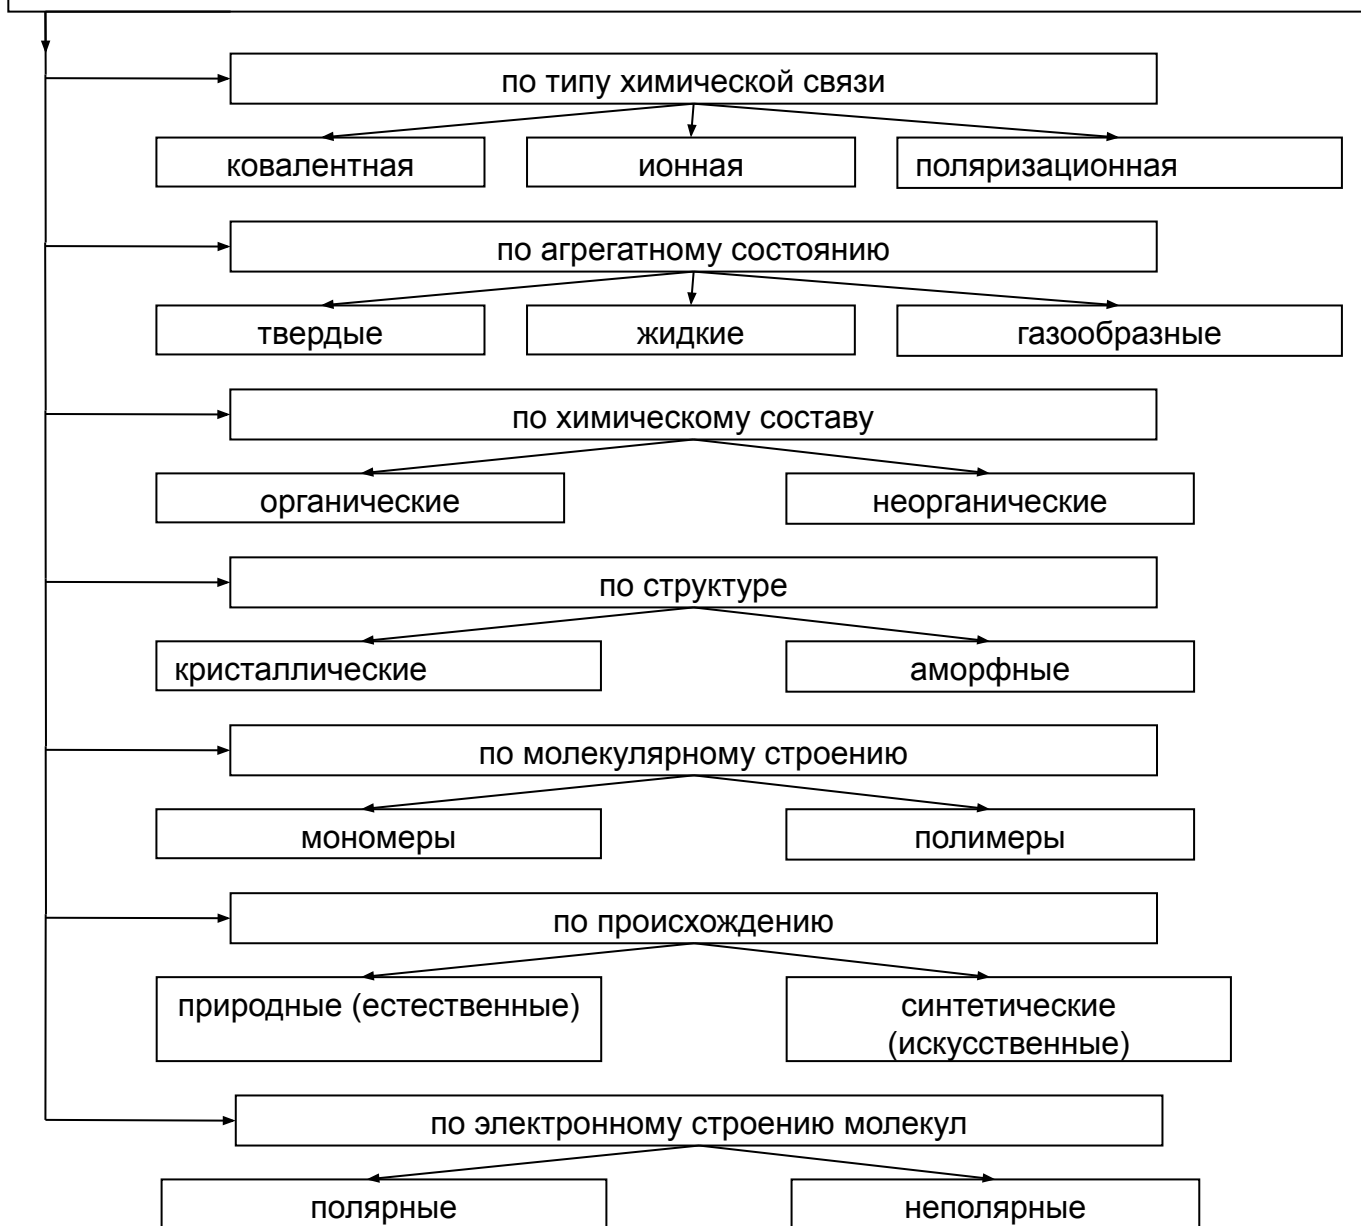 по типу химической связи
ковалентная
ионная
поляризационная
по агрегатному состоянию
твердые
жидкие
газообразные
по химическому составу
органические
неорганические
по структуре
кристаллические
аморфные
по молекулярному строению
мономеры
полимеры
по происхождению
природные (естественные)
синтетические
(искусственные)
по электронному строению молекул
полярные
неполярные